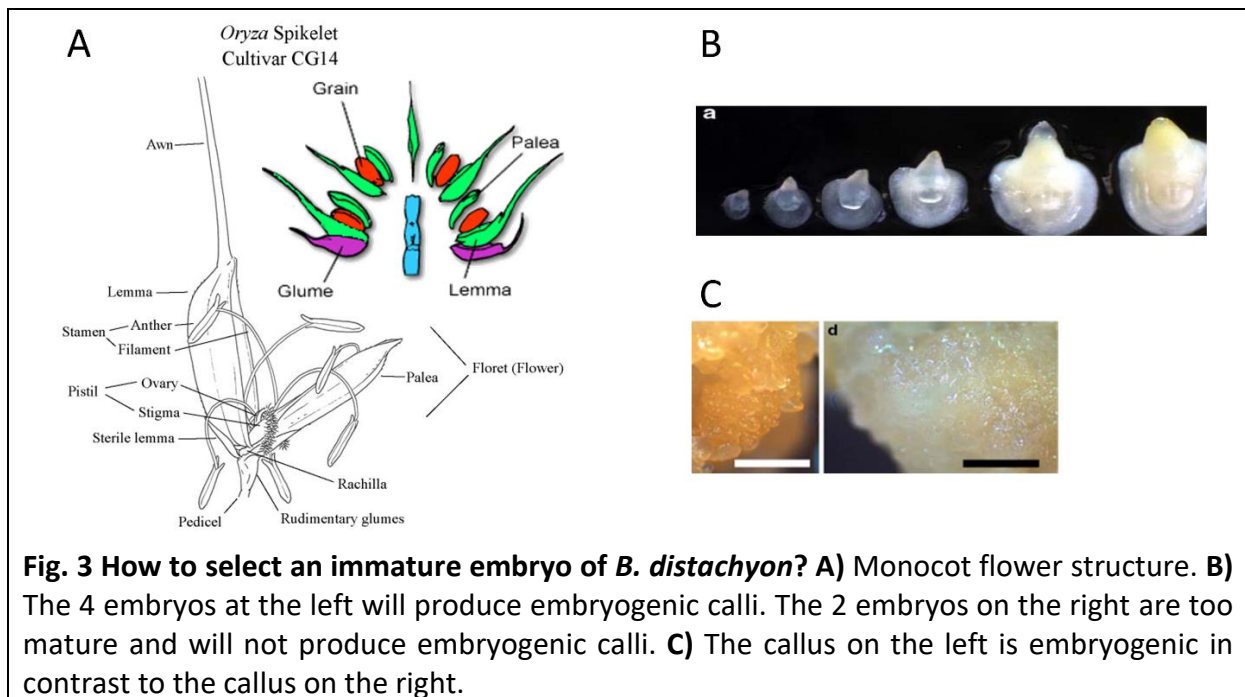 A
Oryza Spikelet
Cultivar CG14
Grain
Awn
Palea
Glume
Lemma
Lemma
Stamen
Anther
Filament
Pistil
Ovary
Stigma
Sterile lemma
Palea
Floret (Flower)
Rachilla
Pedicel
Rudimentary glumes
B
a
C
d
Fig. 3 How to select an immature embryo of B. distachyon? A) Monocot flower structure. B)
The 4 embryos at the left will produce embryogenic calli. The 2 embryos on the right are too
mature and will not produce embryogenic calli. C) The callus on the left is embryogenic in
contrast to the callus on the right.